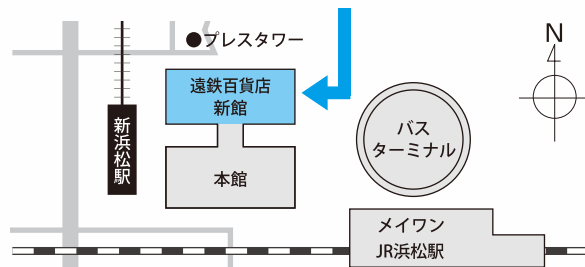 プレスタワー
N
遠鉄百貨店
新館
新浜松駅
バス
ターミナル
本館
メイワン
JR浜松駅